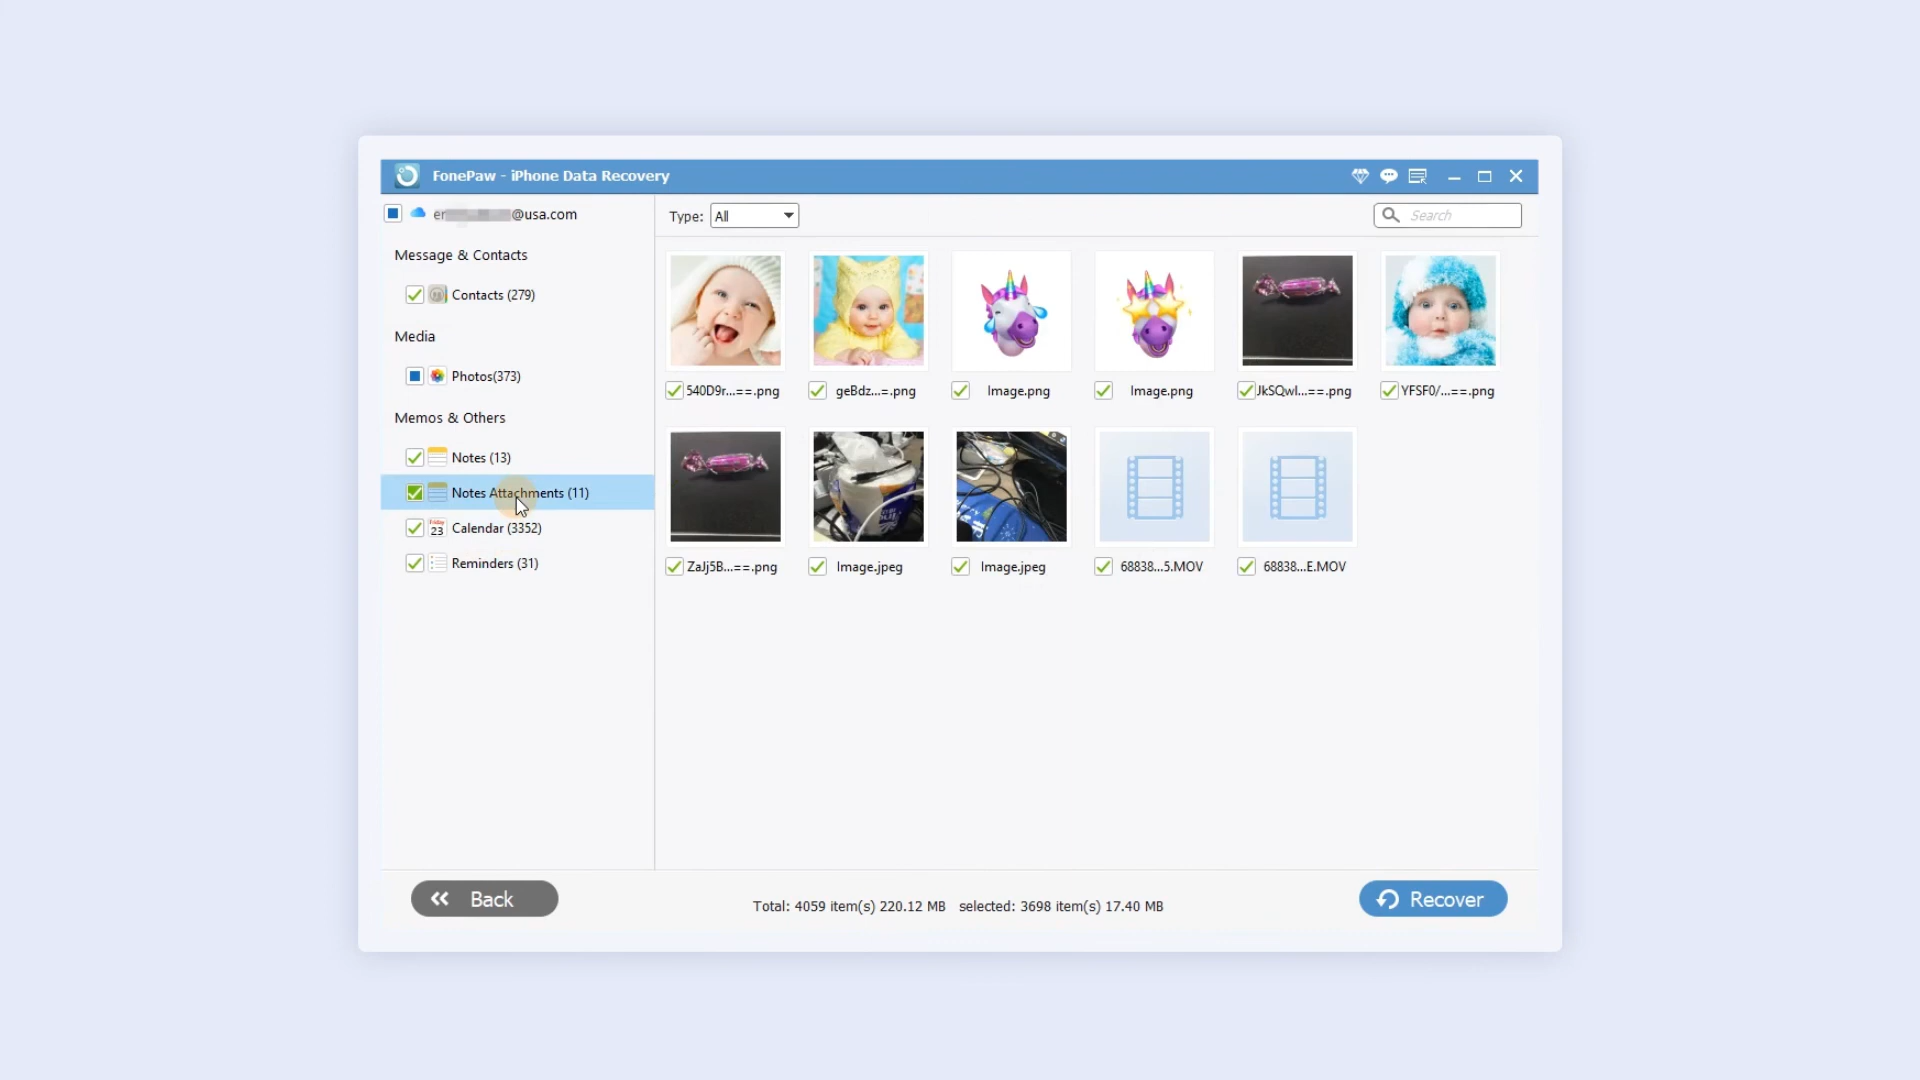 FonePaw - iPhone Data Recovery
@usa.com
Type: All
Search
Message & Contacts
Contacts (279)
Media
Photos(373)
Memos & Others
Notes (13)
Notes Attachments (11)
Calendar (3352)
Reminders (31)
540D9r...==.png
geBdz...=.png
Image.png
Image.png
JkSQwI...==.png
YFSF0/...==.png
ZaJj5B...==.png
Image.jpeg
Image.jpeg
68838...5.MOV
68838...E.MOV
Back
Total: 4059 item(s) 220.12 MB selected: 3698 item(s) 17.40 MB
Recover